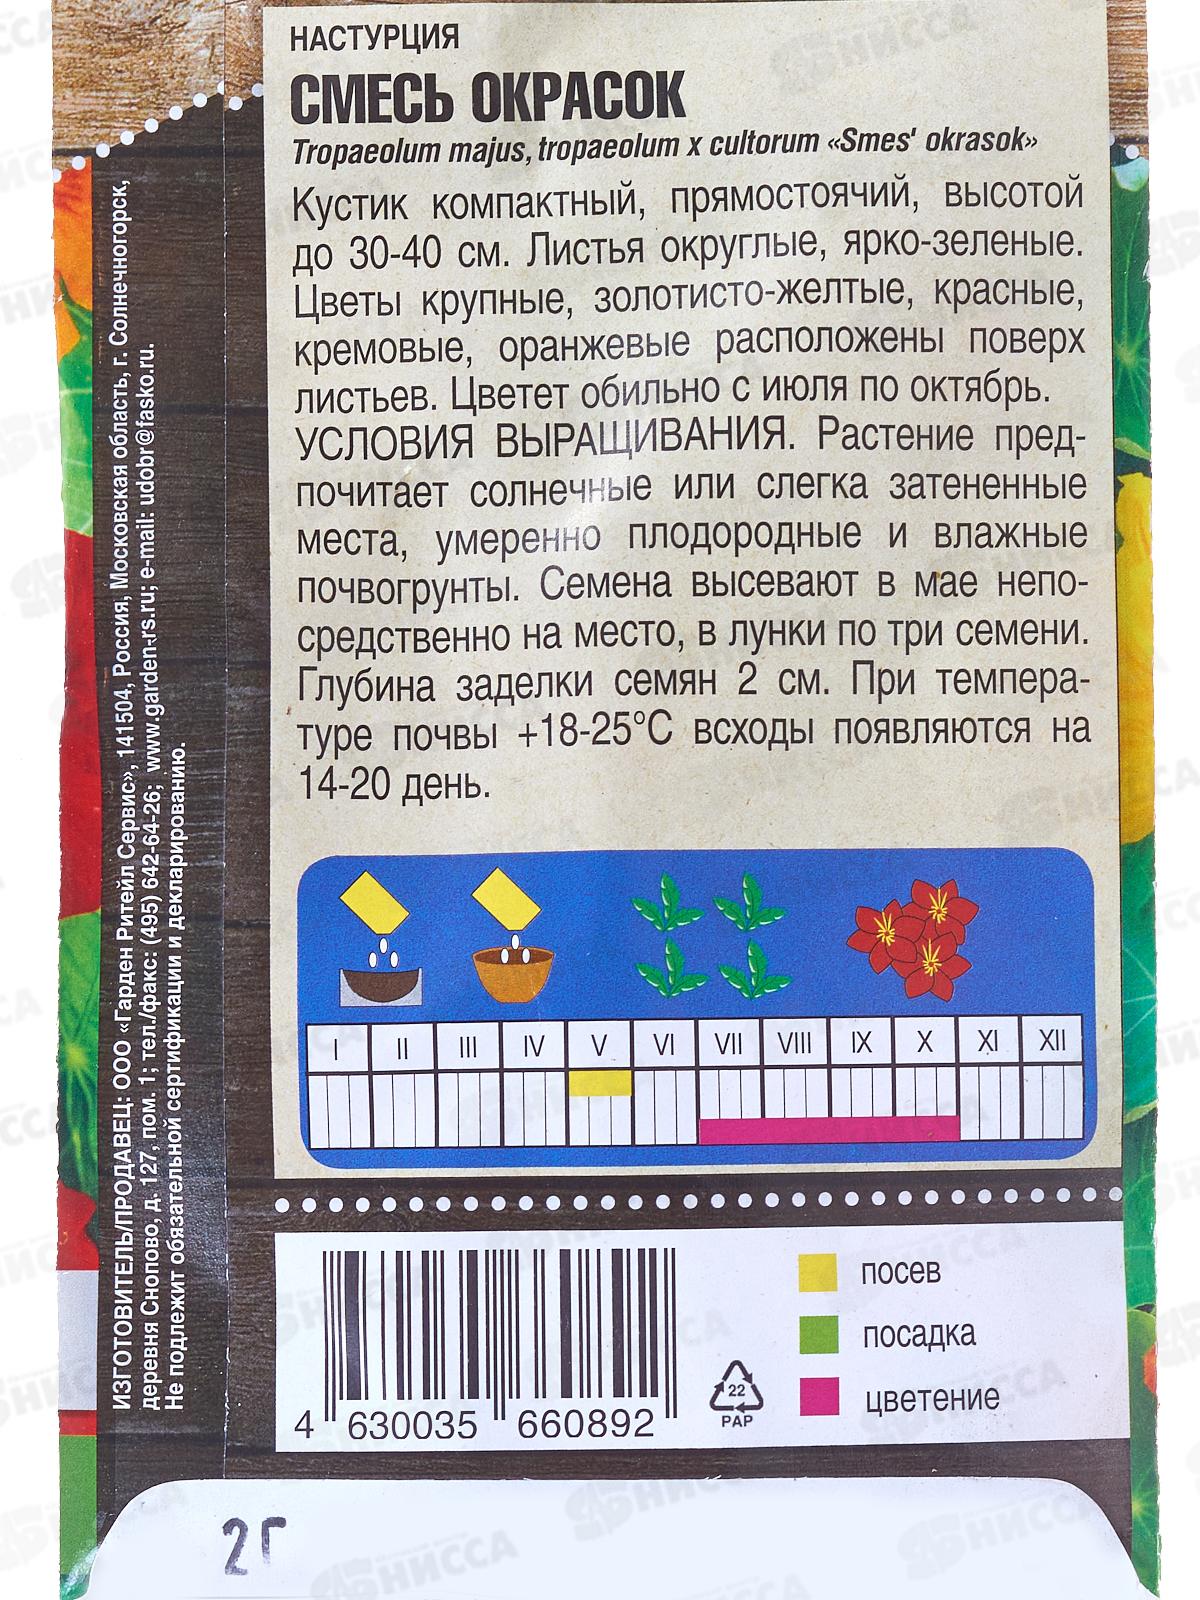 НАСТУРЦИЯ
СМЕСЬ ОКРАСОК
Tropaeolum majus, tropaeolum x cultorum «Smes' okrasok»
Кустик компактный, прямостоячий, высотой
до 30-40 см. Листья округлые, ярко-зеленые.
Цветы крупные, золотисто-желтые, красные,
кремовые, оранжевые расположены поверх
листьев. Цветет обильно с июля по октябрь.
УСЛОВИЯ ВЫРАЩИВАНИЯ. Растение пред-
почитает солнечные или слегка затененные
места, умеренно плодородные и влажные
почвогрунты. Семена высевают в мае непо-
средственно на место, в лунки по три семени.
Глубина заделки семян 2 см. При темпера-
туре почвы +18-25°С всходы появляются на
14-20 день.
I II III IV V VI VII VIII IX X XI XII
посев
посадка
цветение
4 630035 660892
22
PAP
2Г
ИЗГОТОВИТЕЛЬ/ПРОДАВЕЦ: ООО «Гарден Ритейл Сервис», 141504, Россия, Московская область, г. Солнечногорск,
деревня Снопово, д. 127, пом. 1; тел./факс: (495) 642-64-26; www.garden-rs.ru; e-mail: udobr@fasko.ru.
Не подлежит обязательной сертификации и декларированию.
НИССА